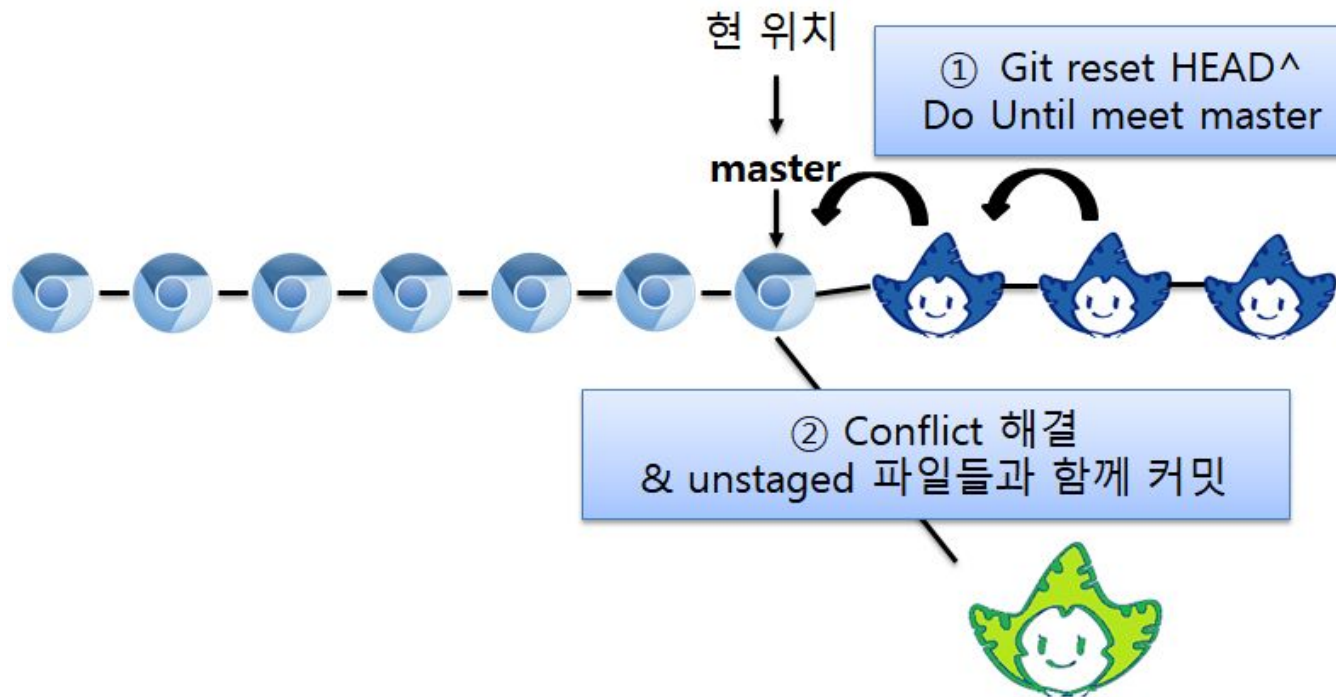 현 위치
① Git reset HEAD^
Do Until meet master
master
② Conflict 해결
& unstaged 파일들과 함께 커밋